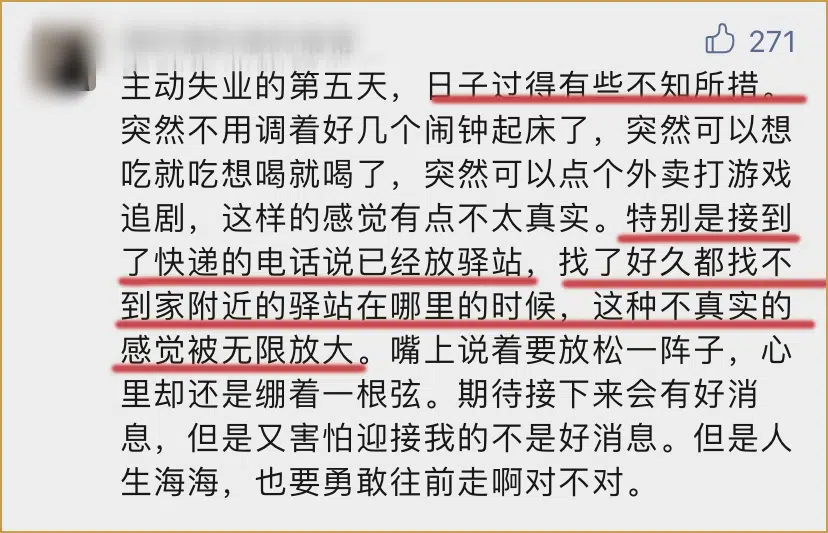 271
主动失业的第五天，日子过得有些不知所措。
突然不用调着好几个闹钟起床了，突然可以想
吃就吃想喝就喝了，突然可以点个外卖打游戏
追剧，这样的感觉有点不太真实。特别是接到
了快递的电话说已经放驿站，找了好久都找不
到家附近的驿站在哪里的时候，这种不真实的
感觉被无限放大。嘴上说着要放松一阵子，心
里却还是绷着一根弦。期待接下来会有好消
息，但是又害怕迎接我的不是好消息。但是人
生海海，也要勇敢往前走啊对不对。